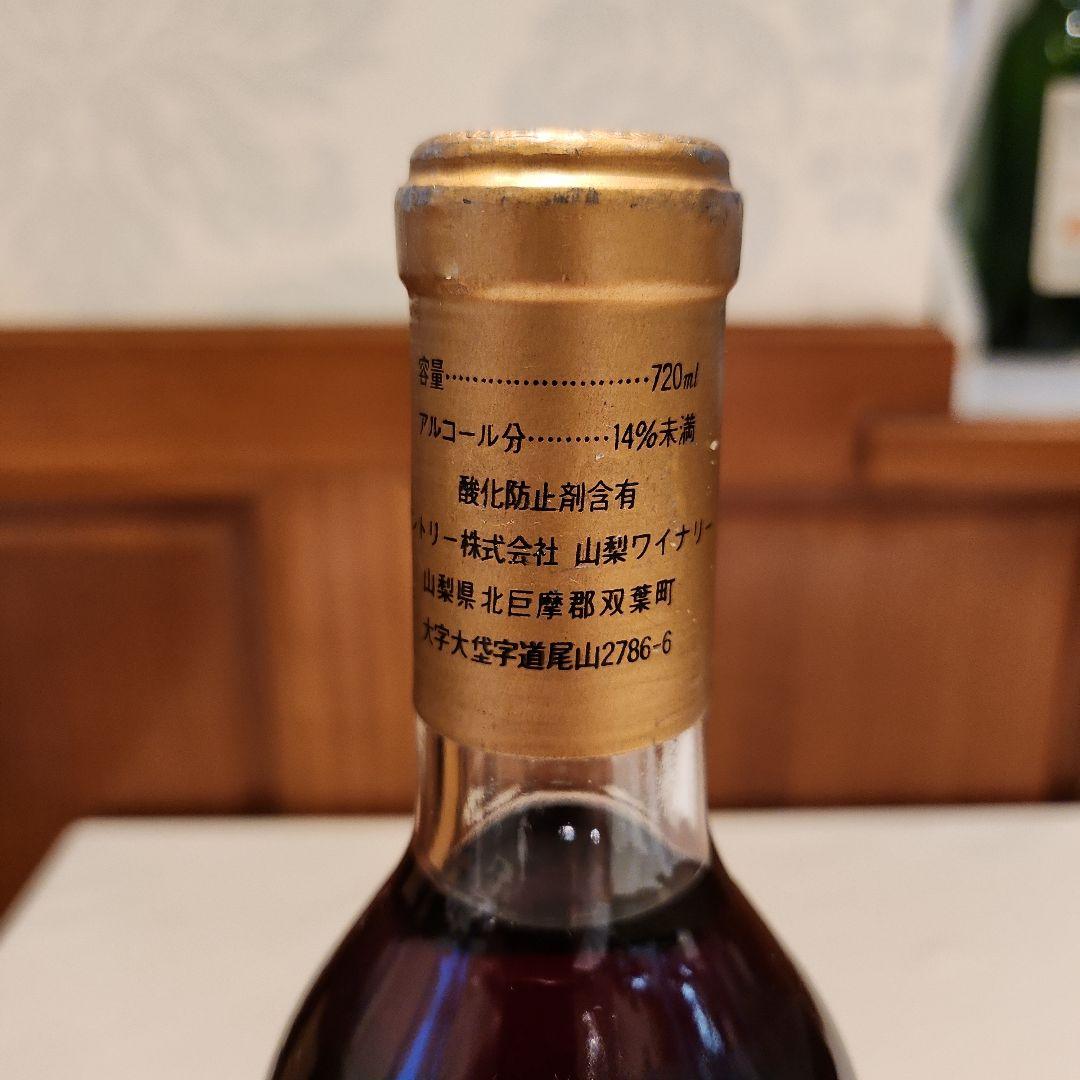 容量……………………720ml
アルコール分………14%未満
酸化防止剤含有
ントリー株式会社 山梨ワイナリー
山梨県北巨摩郡双葉町
大字大垈字道尾山2786-6